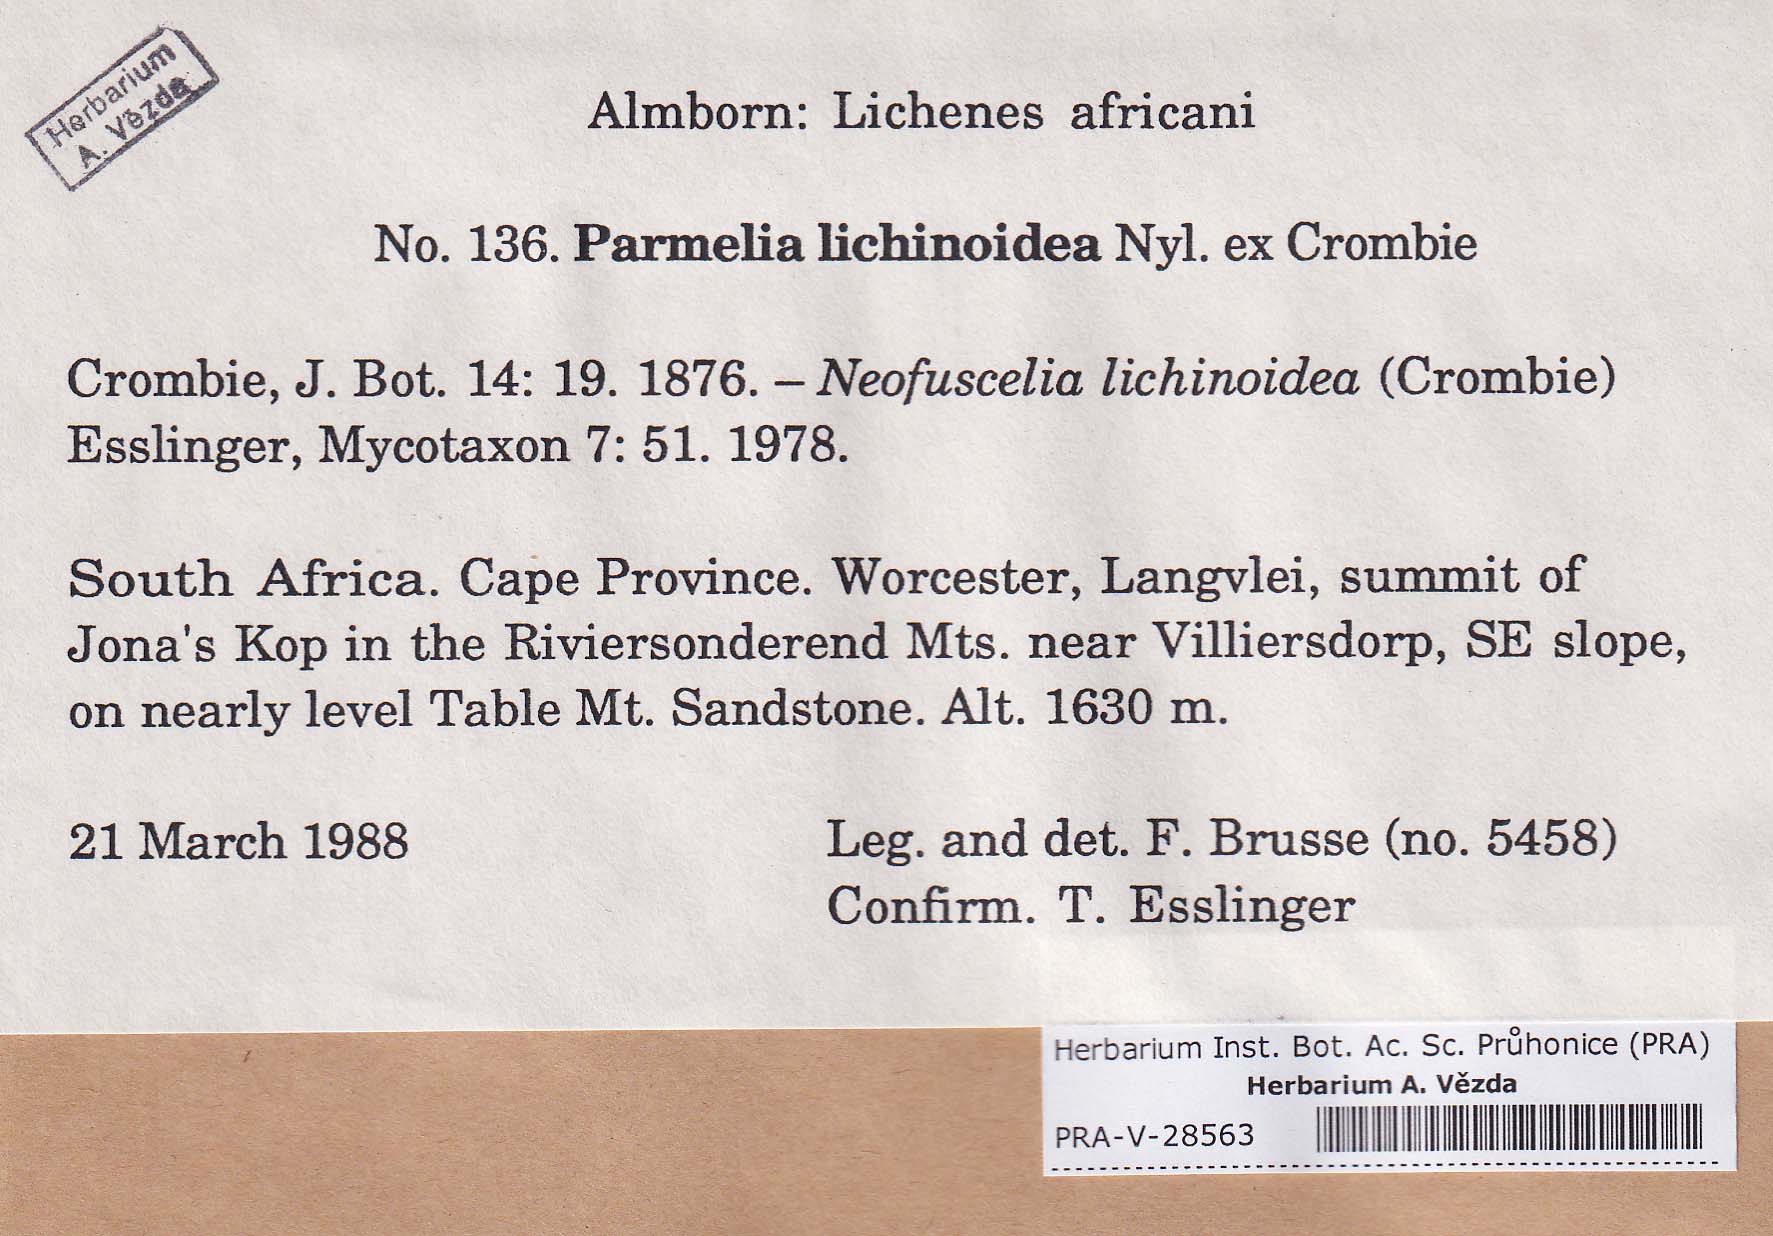 Herbarium
A. Vězda
Almborn: Lichenes africani
No. 136. Parmelia lichinoidea Nyl. ex Crombie
Crombie, J. Bot. 14: 19. 1876. – Neofuscelia lichinoidea (Crombie)
Esslinger, Mycotaxon 7: 51. 1978.
South Africa. Cape Province. Worcester, Langvlei, summit of
Jona's Kop in the Riviersonderend Mts. near Villiersdorp, SE slope,
on nearly level Table Mt. Sandstone. Alt. 1630 m.
21 March 1988
Leg. and det. F. Brusse (no. 5458)
Confirm. T. Esslinger
Herbarium Inst. Bot. Ac. Sc. Průhonice (PRA)
Herbarium A. Vězda
PRA-V-28563